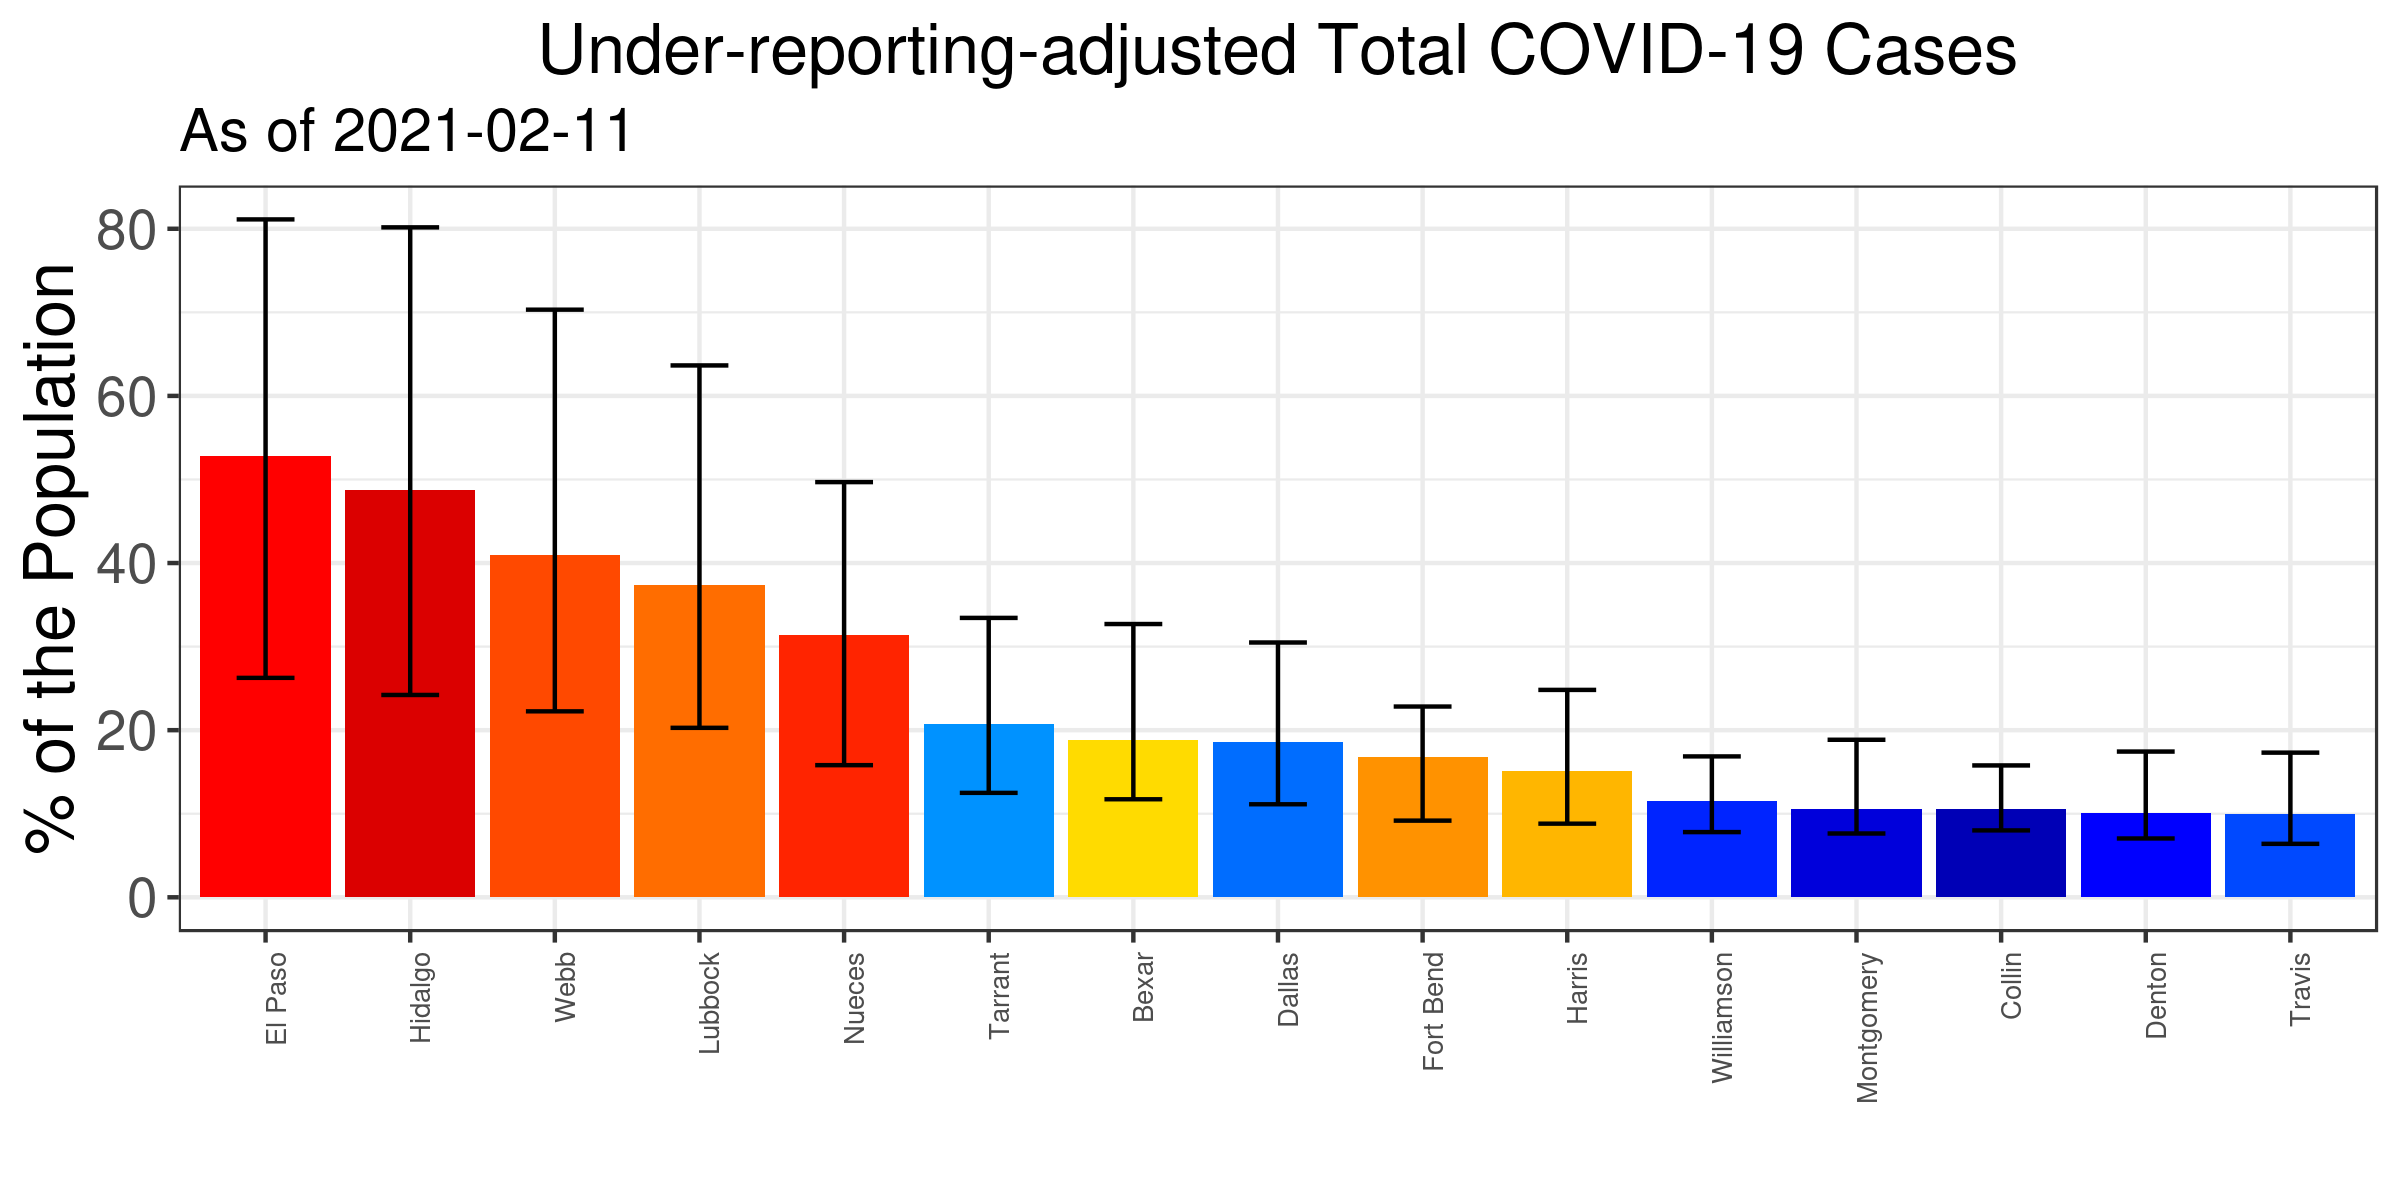 Under-reporting-adjusted Total COVID-19 Cases
As of 2021-02-11
% of the Population
80
60
40
20
0
El Paso
Hidalgo
Webb
Lubbock
Nueces
Tarrant
Bexar
Dallas
Fort Bend
Harris
Williamson
Montgomery
Collin
Denton
Travis